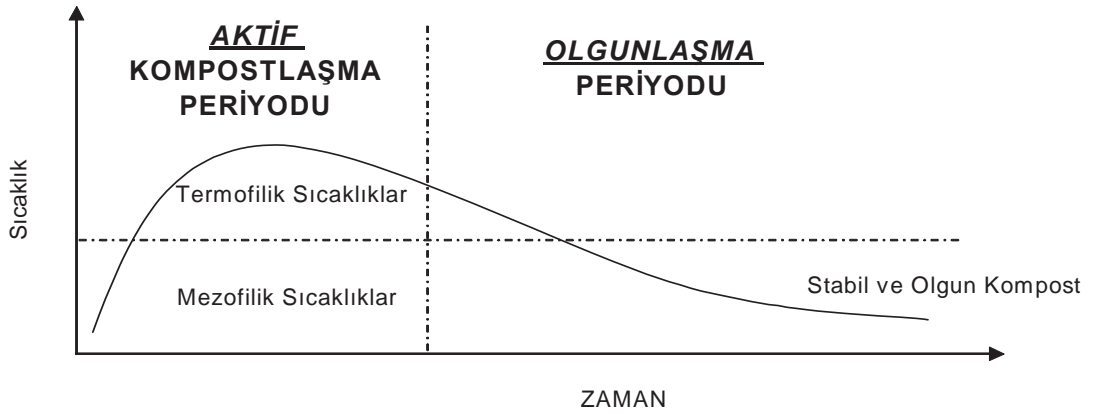 AKTİF
KOMPOSTLAŞMA
PERİYODU
OLGUNLAŞMA
PERİYODU
Sıcaklık
Termofilik Sıcaklıklar
Mezofilik Sıcaklıklar
Stabil ve Olgun Kompost
ZAMAN